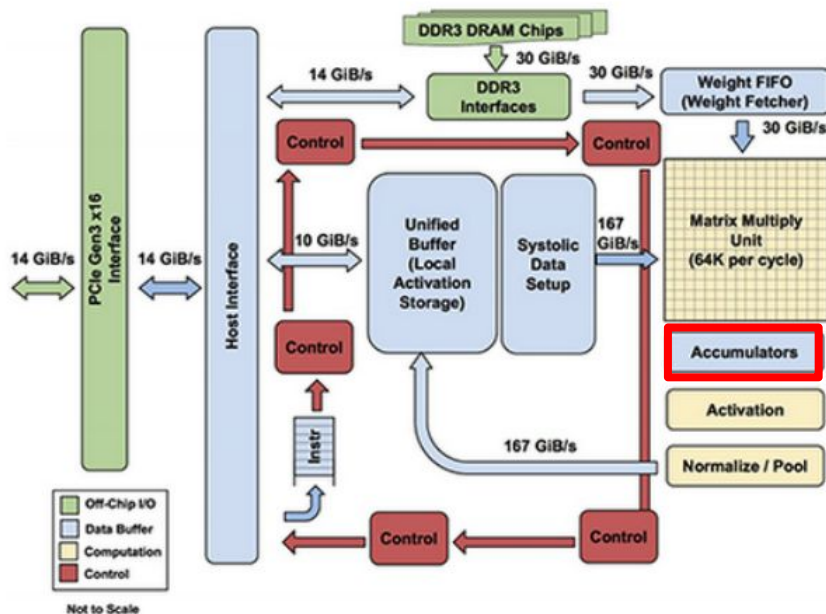 DDR3 DRAM Chips
30 GiB/s
14 GiB/s
DDR3
Interfaces
30 GiB/s
Weight FIFO
(Weight Fetcher)
30 GiB/s
Control
Control
Matrix Multiply
Unit
(64K per cycle)
14 GiB/s
PCIe Gen3 x16
Interface
14 GiB/s
Host Interface
10 GiB/s
Unified
Buffer
(Local
Activation
Storage)
Systolic
Data
Setup
167
GiB/s
Control
Accumulators
Activation
Instr
167 GiB/s
Normalize / Pool
Off-Chip I/O
Data Buffer
Computation
Control
Control
Control
Not to Scale